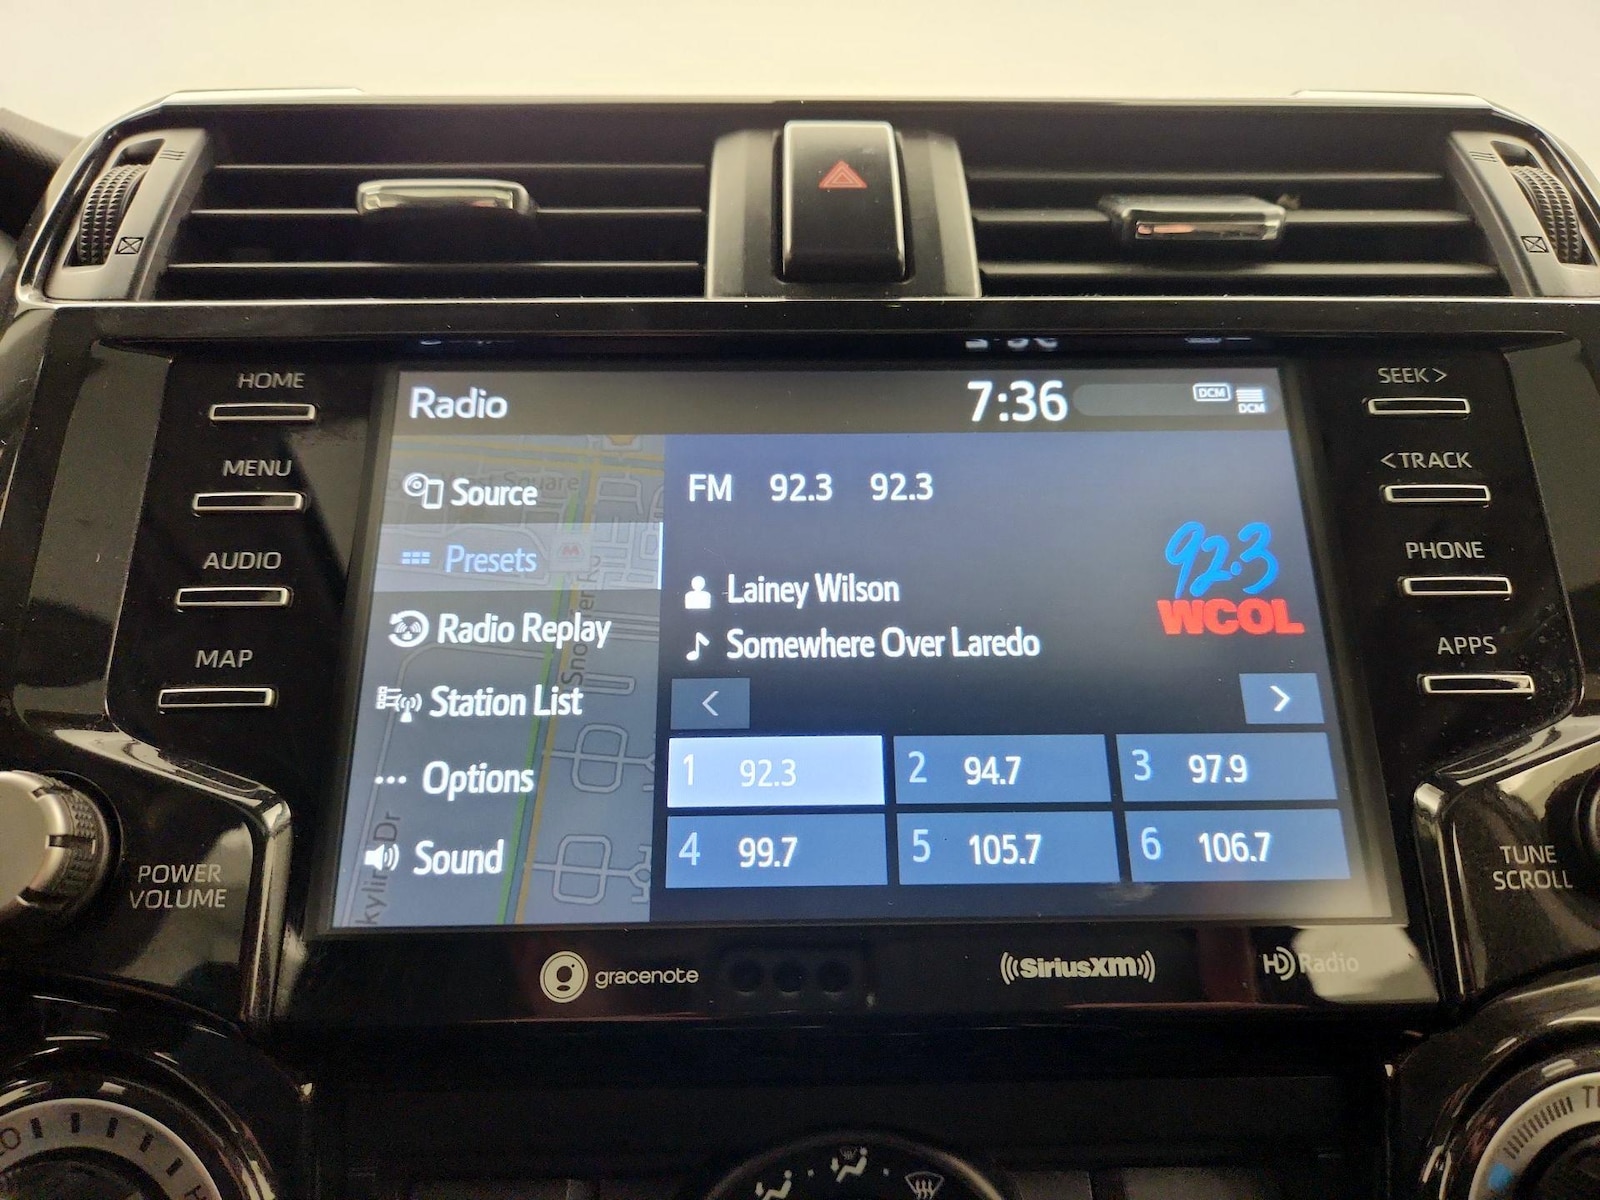 HOME
MENU
AUDIO
MAP
POWER
VOLUME
Radio
7:36
DCM
DCM
Source
Presets
Radio Replay
Station List
Options
Sound
FM 92.3 92.3
Lainey Wilson
Somewhere Over Laredo
92.3
WCOL
<
>
1 92.3
2 94.7
3 97.9
4 99.7
5 105.7
6 106.7
SEEK >
< TRACK
PHONE
APPS
TUNE
SCROLL
gracenote
SiriusXM
HD Radio